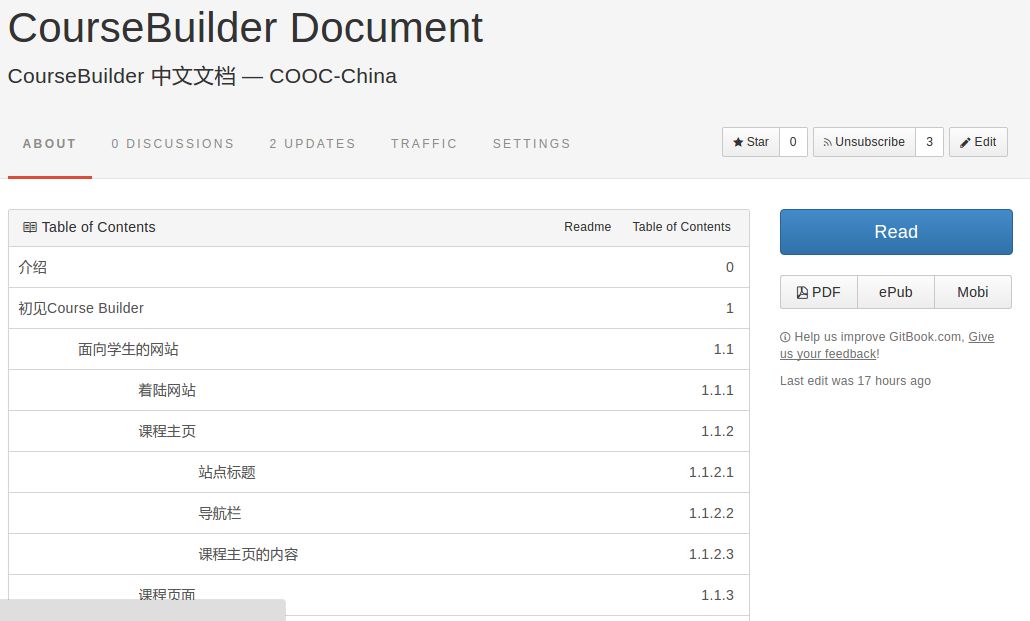 CourseBuilder Document
CourseBuilder 中文文档 — COOC-China
ABOUT 0 DISCUSSIONS 2 UPDATES TRAFFIC SETTINGS Star 0 Unsubscribe 3 Edit
Table of Contents Readme Table of Contents
介绍 0
初见Course Builder 1
面向学生的网站 1.1
着陆网站 1.1.1
课程主页 1.1.2
站点标题 1.1.2.1
导航栏 1.1.2.2
课程主页的内容 1.1.2.3
课程页面 1.1.3
Read
PDF ePub Mobi
Help us improve GitBook.com, Give
us your feedback!
Last edit was 17 hours ago